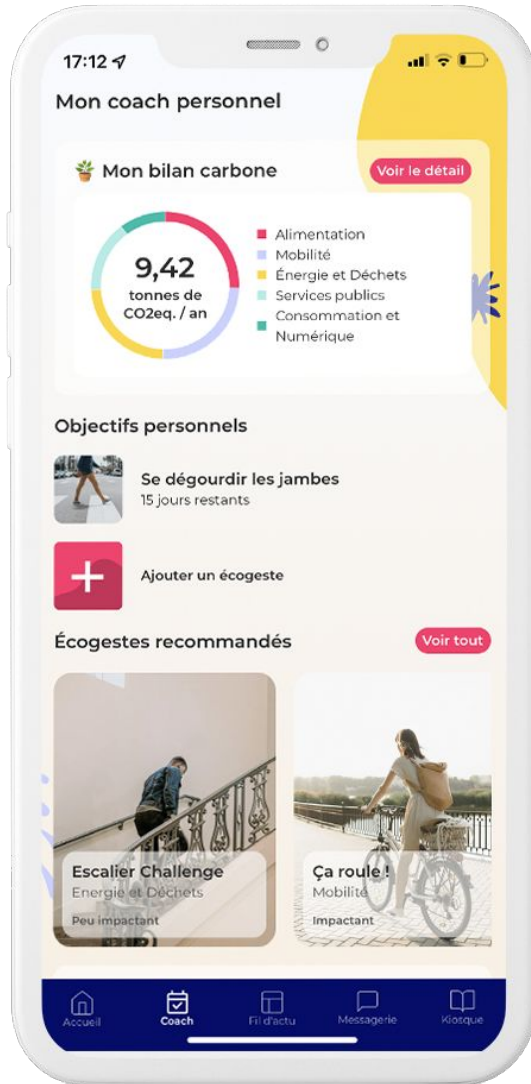 17:12
Mon coach personnel
Mon bilan carbone
Voir le détail
9,42
tonnes de
CO2eq. / an
Alimentation
Mobilité
Énergie et Déchets
Services publics
Consommation et
Numérique
Objectifs personnels
Se dégourdir les jambes
15 jours restants
Ajouter un écogeste
Écogestes recommandés
Voir tout
Escalier Challenge
Energie et Déchets
Peu impactant
Ça roule !
Mobilité
Impactant
Accueil
Coach
Fil d'actu
Messagerie
Kiosque